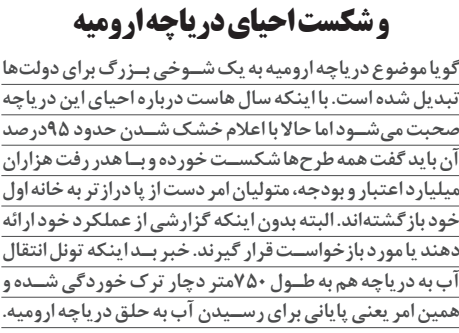 و شکست احیای دریاچه ارومیه
گویا موضوع دریاچه ارومیه به یک شوخی بزرگ برای دولت‌ها
تبدیل شده است. با اینکه سال هاست درباره احیای این دریاچه
صحبت می‌شود اما حالا با اعلام خشک شدن حدود ۹۵درصد
آن باید گفت همه طرح‌ها شکست خورده و با هدر رفت هزاران
میلیارد اعتبار و بودجه، متولیان امر دست از پا درازتر به خانه اول
خود بازگشته‌اند. البته بدون اینکه گزارشی از عملکرد خود ارائه
دهند یا مورد بازخواست قرار گیرند. خبر بد اینکه تونل انتقال
آب به دریاچه هم به طول ۷۵۰متر دچار ترک خوردگی شده و
همین امر یعنی پایانی برای رسیدن آب به حلق دریاچه ارومیه.